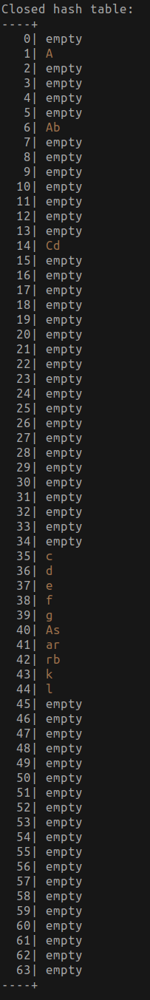 Closed hash table:
----+
   0| empty
   1| A
   2| empty
   3| empty
   4| empty
   5| empty
   6| Ab
   7| empty
   8| empty
   9| empty
  10| empty
  11| empty
  12| empty
  13| empty
  14| Cd
  15| empty
  16| empty
  17| empty
  18| empty
  19| empty
  20| empty
  21| empty
  22| empty
  23| empty
  24| empty
  25| empty
  26| empty
  27| empty
  28| empty
  29| empty
  30| empty
  31| empty
  32| empty
  33| empty
  34| empty
  35| c
  36| d
  37| e
  38| f
  39| g
  40| As
  41| ar
  42| rb
  43| k
  44| l
  45| empty
  46| empty
  47| empty
  48| empty
  49| empty
  50| empty
  51| empty
  52| empty
  53| empty
  54| empty
  55| empty
  56| empty
  57| empty
  58| empty
  59| empty
  60| empty
  61| empty
  62| empty
  63| empty
----+